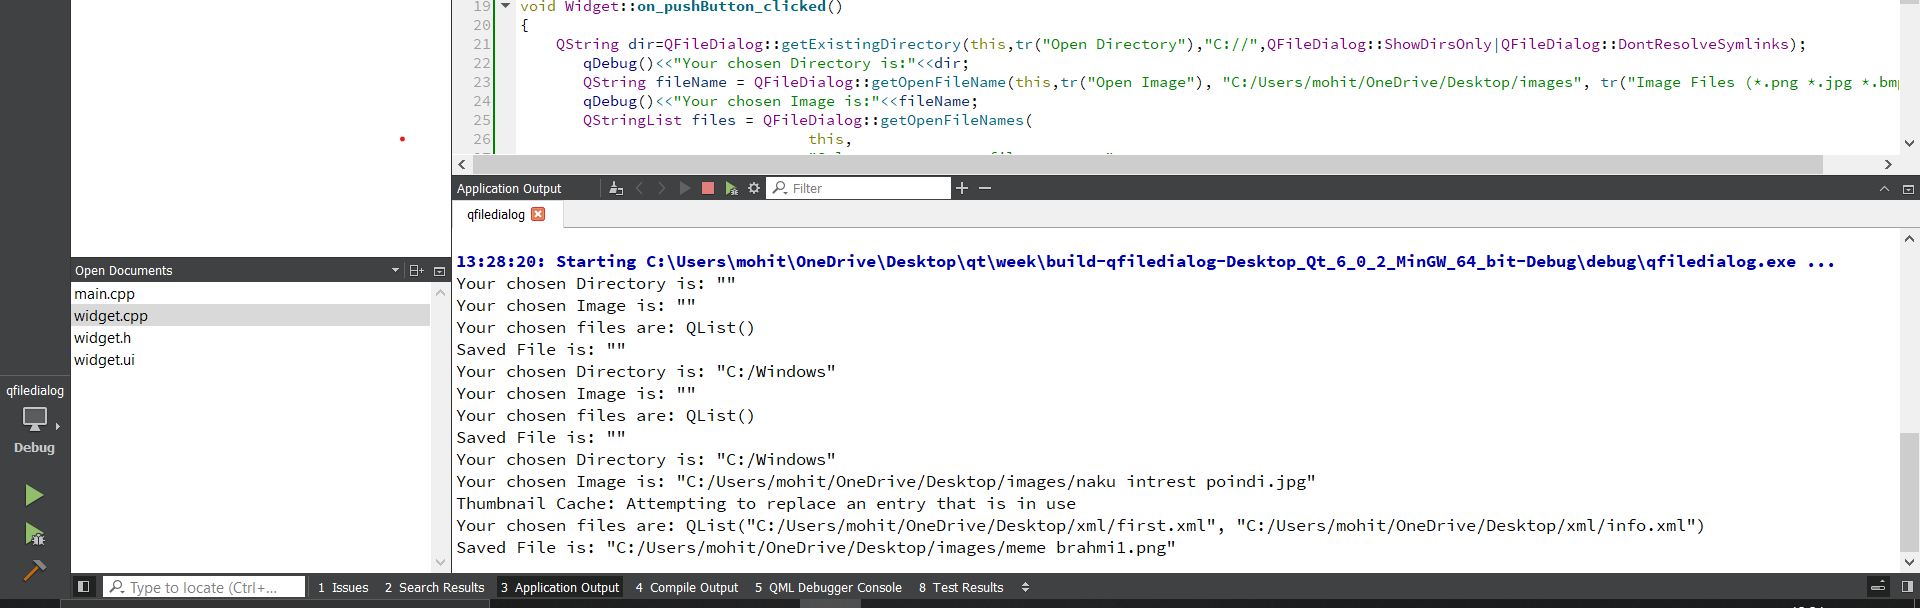 19 void Widget::on_pushButton_clicked()
20 {
21 QString dir=QFileDialog::getExistingDirectory(this,tr("Open Directory"),"C://",QFileDialog::ShowDirsOnly|QFileDialog::DontResolveSymlinks);
22 qDebug()<<"Your chosen Directory is:"<<dir;
23 QString fileName = QFileDialog::getOpenFileName(this,tr("Open Image"), "C:/Users/mohit/OneDrive/Desktop/images", tr("Image Files (*.png *.jpg *.bmp
24 qDebug()<<"Your chosen Image is:"<<fileName;
25 QStringList files = QFileDialog::getOpenFileNames(
26 this,
Application Output
Filter
qfiledialog
13:28:20: Starting C:\Users\mohit\OneDrive\Desktop\qt\week\build-qfiledialog-Desktop_Qt_6_0_2_MinGW_64_bit-Debug\debug\qfiledialog.exe ...
Your chosen Directory is: ""
Your chosen Image is: ""
Your chosen files are: QList()
Saved File is: ""
Your chosen Directory is: "C:/Windows"
Your chosen Image is: ""
Your chosen files are: QList()
Saved File is: ""
Your chosen Directory is: "C:/Windows"
Your chosen Image is: "C:/Users/mohit/OneDrive/Desktop/images/naku intrest poindi.jpg"
Thumbnail Cache: Attempting to replace an entry that is in use
Your chosen files are: QList("C:/Users/mohit/OneDrive/Desktop/xml/first.xml", "C:/Users/mohit/OneDrive/Desktop/xml/info.xml")
Saved File is: "C:/Users/mohit/OneDrive/Desktop/images/meme brahmi1.png"
Open Documents
main.cpp
widget.cpp
widget.h
widget.ui
qfiledialog
Debug
Type to locate (Ctrl+...
1 Issues 2 Search Results 3 Application Output 4 Compile Output 5 QML Debugger Console 8 Test Results